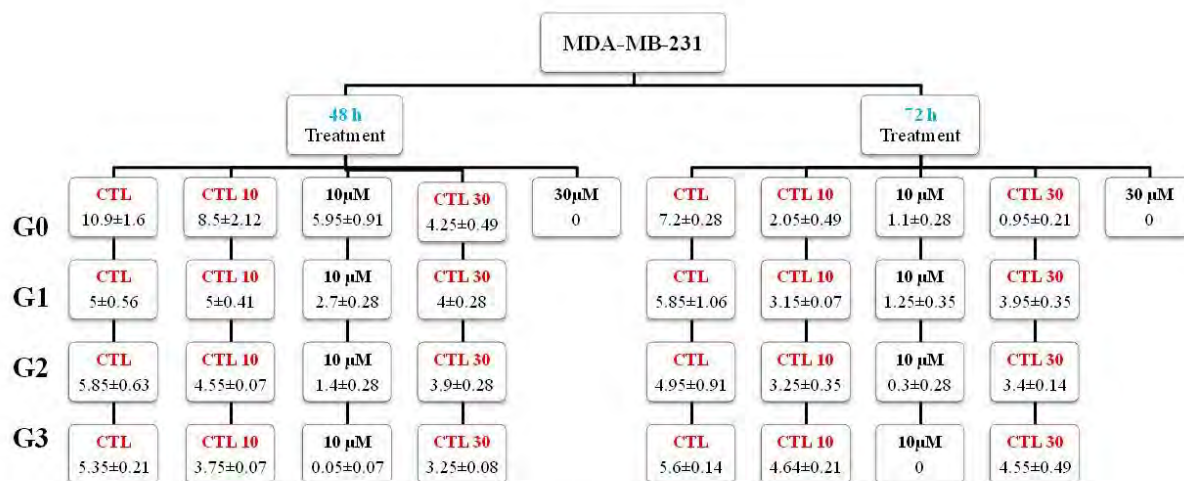 MDA-MB-231
48 h
Treatment
72 h
Treatment
G0
CTL
10.9±1.6
CTL 10
8.5±2.12
10μM
5.95±0.91
CTL 30
4.25±0.49
30μM
0
CTL
7.2±0.28
CTL 10
2.05±0.49
10 μM
1.1±0.28
CTL 30
0.95±0.21
30 μM
0
G1
CTL
5±0.56
CTL 10
5±0.41
10 μM
2.7±0.28
CTL 30
4±0.28
CTL
5.85±1.06
CTL 10
3.15±0.07
10 μM
1.25±0.35
CTL 30
3.95±0.35
G2
CTL
5.85±0.63
CTL 10
4.55±0.07
10 μM
1.4±0.28
CTL 30
3.9±0.28
CTL
4.95±0.91
CTL 10
3.25±0.35
10 μM
0.3±0.28
CTL 30
3.4±0.14
G3
CTL
5.35±0.21
CTL 10
3.75±0.07
10 μM
0.05±0.07
CTL 30
3.25±0.08
CTL
5.6±0.14
CTL 10
4.64±0.21
10μM
0
CTL 30
4.55±0.49